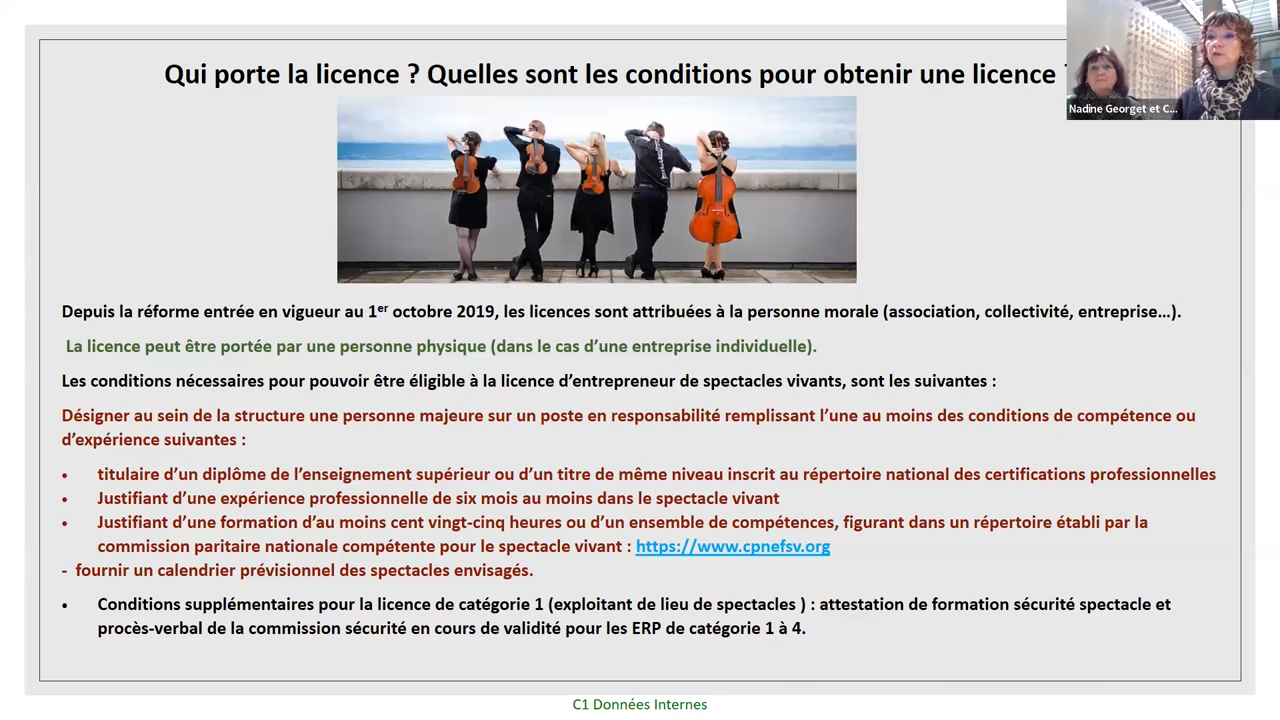 Qui porte la licence ? Quelles sont les conditions pour obtenir une licence ?
Nadine Georget et C...
Depuis la réforme entrée en vigueur au 1er octobre 2019, les licences sont attribuées à la personne morale (association, collectivité, entreprise…).
La licence peut être portée par une personne physique (dans le cas d’une entreprise individuelle).
Les conditions nécessaires pour pouvoir être éligible à la licence d’entrepreneur de spectacles vivants, sont les suivantes :
Désigner au sein de la structure une personne majeure sur un poste en responsabilité remplissant l’une au moins des conditions de compétence ou
d’expérience suivantes :
• titulaire d’un diplôme de l’enseignement supérieur ou d’un titre de même niveau inscrit au répertoire national des certifications professionnelles
• Justifiant d’une expérience professionnelle de six mois au moins dans le spectacle vivant
• Justifiant d’une formation d’au moins cent vingt-cinq heures ou d’un ensemble de compétences, figurant dans un répertoire établi par la
commission paritaire nationale compétente pour le spectacle vivant : https://www.cpnefsv.org
- fournir un calendrier prévisionnel des spectacles envisagés.
• Conditions supplémentaires pour la licence de catégorie 1 (exploitant de lieu de spectacles ) : attestation de formation sécurité spectacle et
procès-verbal de la commission sécurité en cours de validité pour les ERP de catégorie 1 à 4.
C1 Données Internes